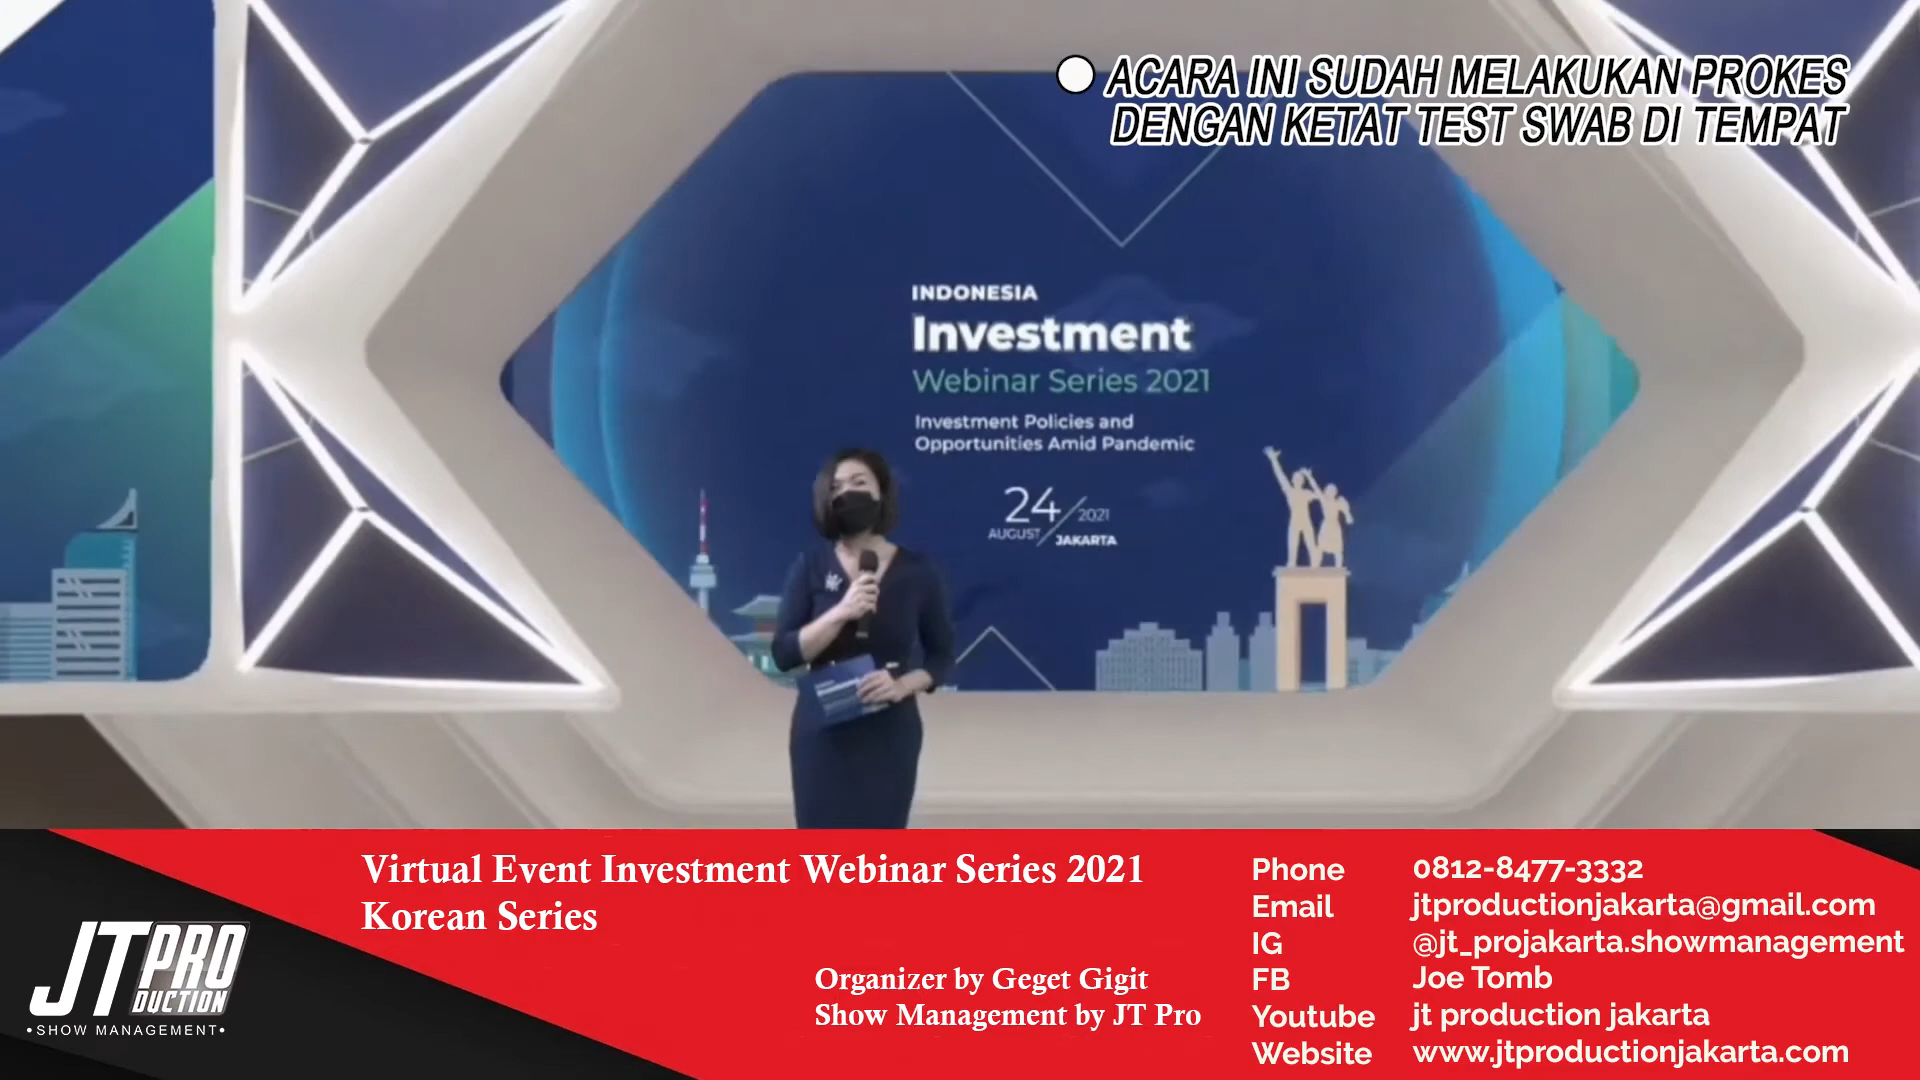 ACARA INI SUDAH MELAKUKAN PROKES
DENGAN KETAT TEST SWAB DI TEMPAT
INDONESIA
Investment
Webinar Series 2021
Investment Policies and
Opportunities Amid Pandemic
24
2021
AUGUST
JAKARTA
Virtual Event Investment Webinar Series 2021
Korean Series
Organizer by Geget Gigit
Show Management by JT Pro
Phone 0812-8477-3332
Email jtproductionjakarta@gmail.com
IG @jt_projakarta.showmanagement
FB Joe Tomb
Youtube jt production jakarta
Website www.jtproductionjakarta.com
JT PRO
DUCTION
•SHOW MANAGEMENT•